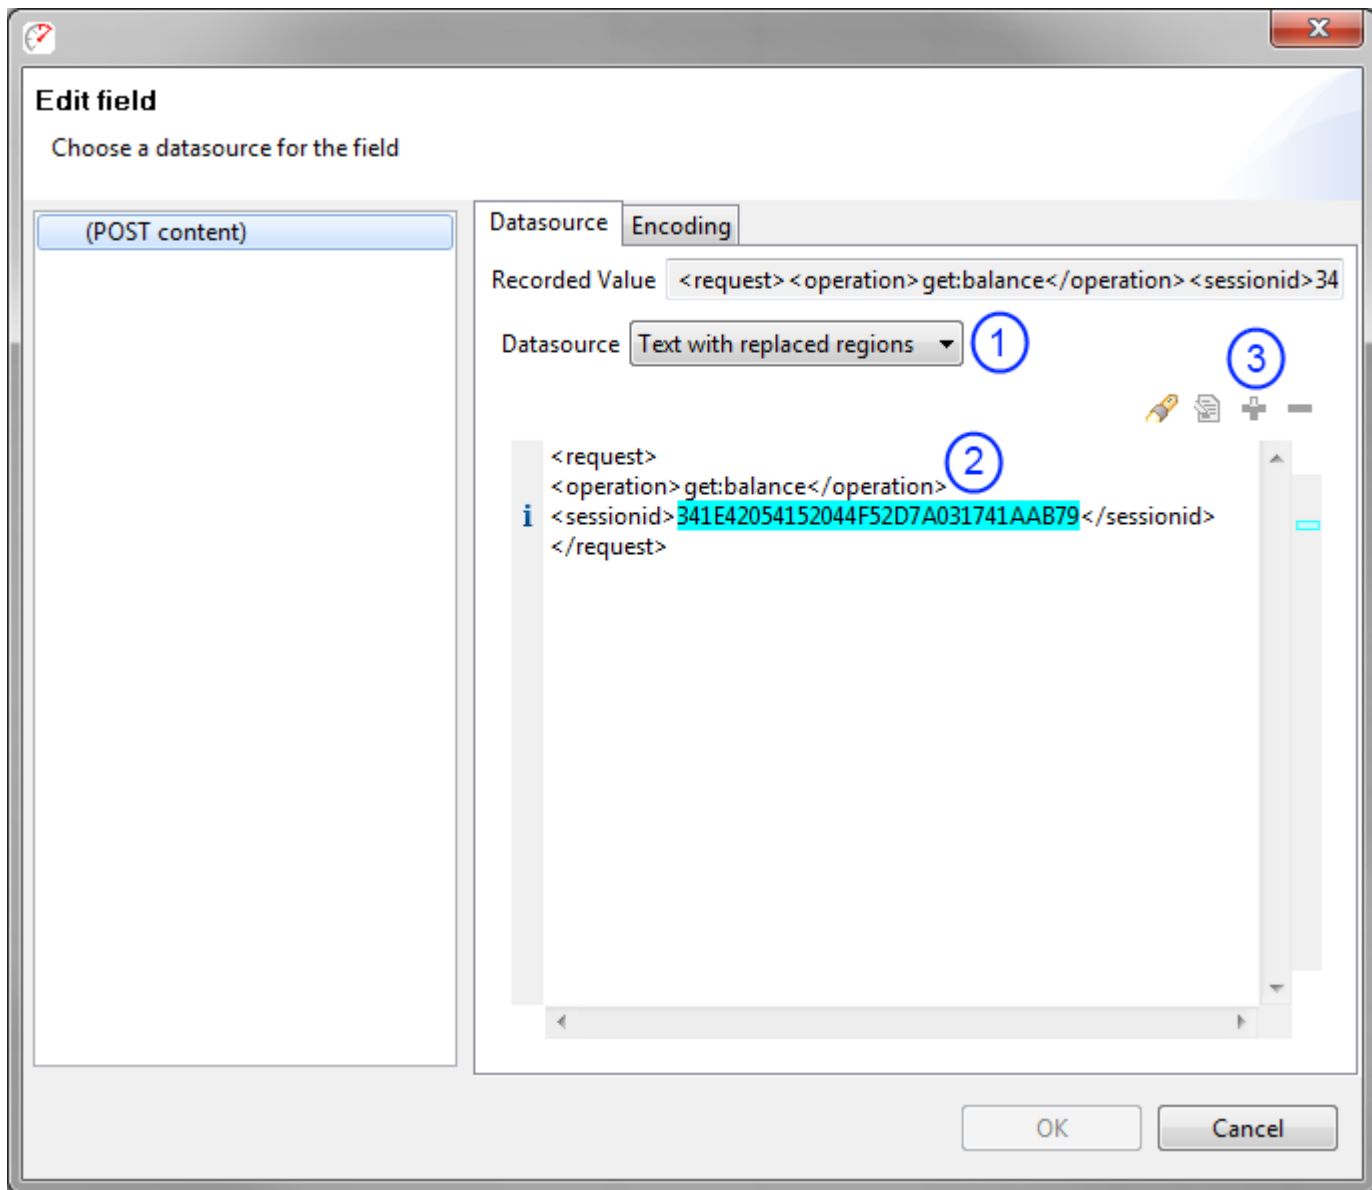 x
Edit field
Choose a datasource for the field
(POST content)
Datasource Encoding
Recorded Value <request><operation>get:balance</operation><sessionid>34
Datasource Text with replaced regions 1
3
<request> 2
<operation>get:balance</operation>
i <sessionid>341E42054152044F52D7A031741AAB79</sessionid>
</request>
OK Cancel